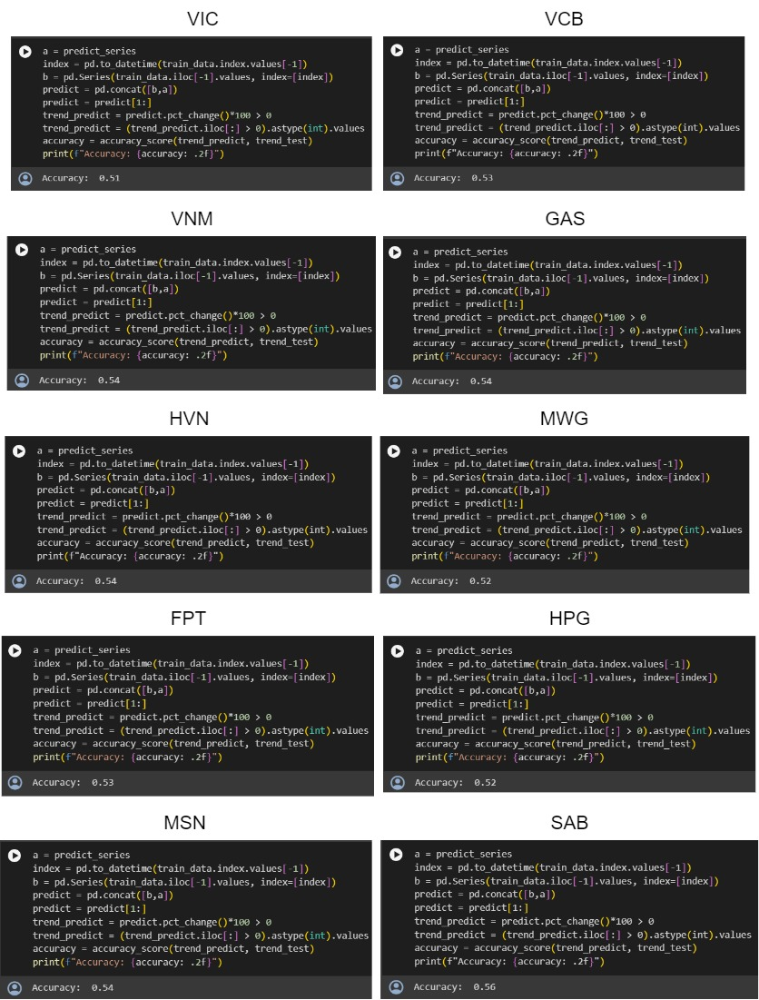 VIC
a = predict_series
index = pd.to_datetime(train_data.index.values[-1])
b = pd.Series(train_data.iloc[-1].values, index=[index])
predict = pd.concat([b,a])
predict = predict[1:]
trend_predict = predict.pct_change()*100 > 0
trend_predict = (trend_predict.iloc[:] > 0).astype(int).values
accuracy = accuracy_score(trend_predict, trend_test)
print(f"Accuracy: {accuracy: .2f}")
Accuracy:  0.51
VCB
a = predict_series
index = pd.to_datetime(train_data.index.values[-1])
b = pd.Series(train_data.iloc[-1].values, index=[index])
predict = pd.concat([b,a])
predict = predict[1:]
trend_predict = predict.pct_change()*100 > 0
trend_predict = (trend_predict.iloc[:] > 0).astype(int).values
accuracy = accuracy_score(trend_predict, trend_test)
print(f"Accuracy: {accuracy: .2f}")
Accuracy:  0.53
VNM
a = predict_series
index = pd.to_datetime(train_data.index.values[-1])
b = pd.Series(train_data.iloc[-1].values, index=[index])
predict = pd.concat([b,a])
predict = predict[1:]
trend_predict = predict.pct_change()*100 > 0
trend_predict = (trend_predict.iloc[:] > 0).astype(int).values
accuracy = accuracy_score(trend_predict, trend_test)
print(f"Accuracy: {accuracy: .2f}")
Accuracy:  0.54
GAS
a = predict_series
index = pd.to_datetime(train_data.index.values[-1])
b = pd.Series(train_data.iloc[-1].values, index=[index])
predict = pd.concat([b,a])
predict = predict[1:]
trend_predict = predict.pct_change()*100 > 0
trend_predict = (trend_predict.iloc[:] > 0).astype(int).values
accuracy = accuracy_score(trend_predict, trend_test)
print(f"Accuracy: {accuracy: .2f}")
Accuracy:  0.54
HVN
a = predict_series
index = pd.to_datetime(train_data.index.values[-1])
b = pd.Series(train_data.iloc[-1].values, index=[index])
predict = pd.concat([b,a])
predict = predict[1:]
trend_predict = predict.pct_change()*100 > 0
trend_predict = (trend_predict.iloc[:] > 0).astype(int).values
accuracy = accuracy_score(trend_predict, trend_test)
print(f"Accuracy: {accuracy: .2f}")
Accuracy:  0.54
MWG
a = predict_series
index = pd.to_datetime(train_data.index.values[-1])
b = pd.Series(train_data.iloc[-1].values, index=[index])
predict = pd.concat([b,a])
predict = predict[1:]
trend_predict = predict.pct_change()*100 > 0
trend_predict = (trend_predict.iloc[:] > 0).astype(int).values
accuracy = accuracy_score(trend_predict, trend_test)
print(f"Accuracy: {accuracy: .2f}")
Accuracy:  0.52
FPT
a = predict_series
index = pd.to_datetime(train_data.index.values[-1])
b = pd.Series(train_data.iloc[-1].values, index=[index])
predict = pd.concat([b,a])
predict = predict[1:]
trend_predict = predict.pct_change()*100 > 0
trend_predict = (trend_predict.iloc[:] > 0).astype(int).values
accuracy = accuracy_score(trend_predict, trend_test)
print(f"Accuracy: {accuracy: .2f}")
Accuracy:  0.53
HPG
a = predict_series
index = pd.to_datetime(train_data.index.values[-1])
b = pd.Series(train_data.iloc[-1].values, index=[index])
predict = pd.concat([b,a])
predict = predict[1:]
trend_predict = predict.pct_change()*100 > 0
trend_predict = (trend_predict.iloc[:] > 0).astype(int).values
accuracy = accuracy_score(trend_predict, trend_test)
print(f"Accuracy: {accuracy: .2f}")
Accuracy:  0.52
MSN
a = predict_series
index = pd.to_datetime(train_data.index.values[-1])
b = pd.Series(train_data.iloc[-1].values, index=[index])
predict = pd.concat([b,a])
predict = predict[1:]
trend_predict = predict.pct_change()*100 > 0
trend_predict = (trend_predict.iloc[:] > 0).astype(int).values
accuracy = accuracy_score(trend_predict, trend_test)
print(f"Accuracy: {accuracy: .2f}")
Accuracy:  0.54
SAB
a = predict_series
index = pd.to_datetime(train_data.index.values[-1])
b = pd.Series(train_data.iloc[-1].values, index=[index])
predict = pd.concat([b,a])
predict = predict[1:]
trend_predict = predict.pct_change()*100 > 0
trend_predict = (trend_predict.iloc[:] > 0).astype(int).values
accuracy = accuracy_score(trend_predict, trend_test)
print(f"Accuracy: {accuracy: .2f}")
Accuracy:  0.56